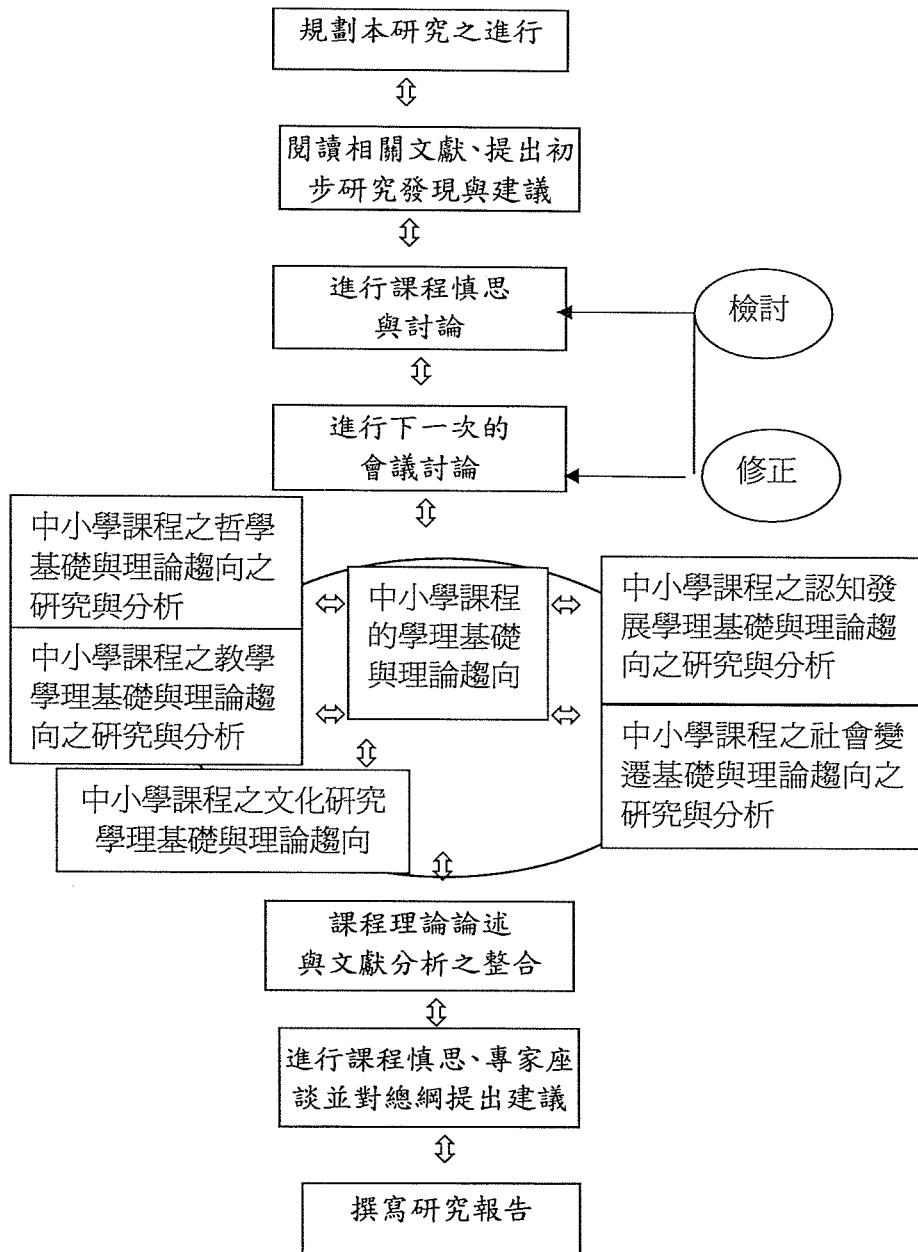 規劃本研究之進行
閱讀相關文獻、提出初
步研究發現與建議
進行課程慎思
與討論
檢討
進行下一次的
會議討論
修正
中小學課程之哲學
基礎與理論趨向之
研究與分析
中小學課程之教學
學理基礎與理論趨
向之研究與分析
中小學課程
的學理基礎
與理論趨向
中小學課程之認知發
展學理基礎與理論趨
向之研究與分析
中小學課程之社會變
遷基礎與理論趨向之
研究與分析
中小學課程之文化研究
學理基礎與理論趨向
課程理論論述
與文獻分析之整合
進行課程慎思、專家座
談並對總綱提出建議
撰寫研究報告